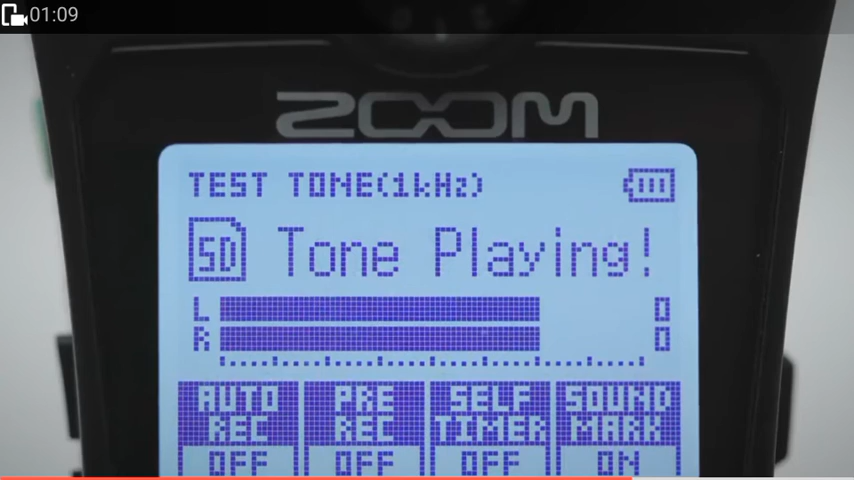 01:09
ZOOM
TEST TONE(1kHz)
SD Tone Playing!
L 0
R 0
AUTO REC PRE REC SELF TIMER SOUND MARK
OFF OFF OFF ON